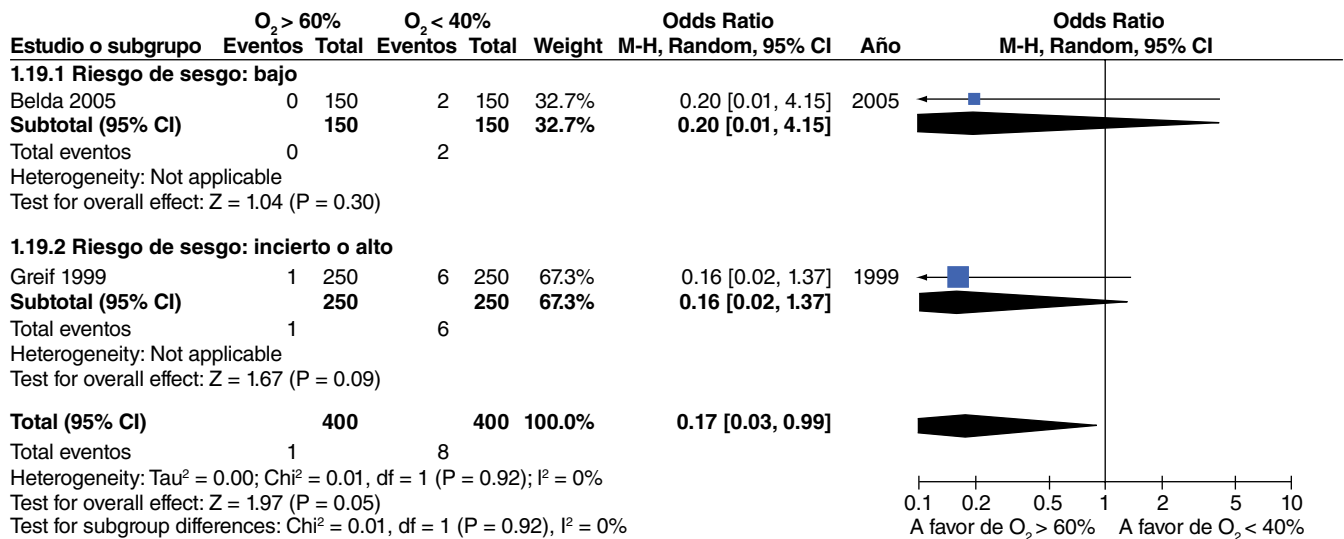 O₂ > 60% O₂ < 40% Odds Ratio Odds Ratio
Estudio o subgrupo Eventos Total Eventos Total Weight M-H, Random, 95% CI Año M-H, Random, 95% CI
1.19.1 Riesgo de sesgo: bajo
Belda 2005 0 150 2 150 32.7% 0.20 [0.01, 4.15] 2005
Subtotal (95% CI) 150 150 32.7% 0.20 [0.01, 4.15]
Total eventos 0 2
Heterogeneity: Not applicable
Test for overall effect: Z = 1.04 (P = 0.30)
1.19.2 Riesgo de sesgo: incierto o alto
Greif 1999 1 250 6 250 67.3% 0.16 [0.02, 1.37] 1999
Subtotal (95% CI) 250 250 67.3% 0.16 [0.02, 1.37]
Total eventos 1 6
Heterogeneity: Not applicable
Test for overall effect: Z = 1.67 (P = 0.09)
Total (95% CI) 400 400 100.0% 0.17 [0.03, 0.99]
Total eventos 1 8
Heterogeneity: Tau² = 0.00; Chi² = 0.01, df = 1 (P = 0.92); I² = 0%
Test for overall effect: Z = 1.97 (P = 0.05)
Test for subgroup differences: Chi² = 0.01, df = 1 (P = 0.92), I² = 0%
0.1 0.2 0.5 1 2 5 10
A favor de O₂ > 60% A favor de O₂ < 40%